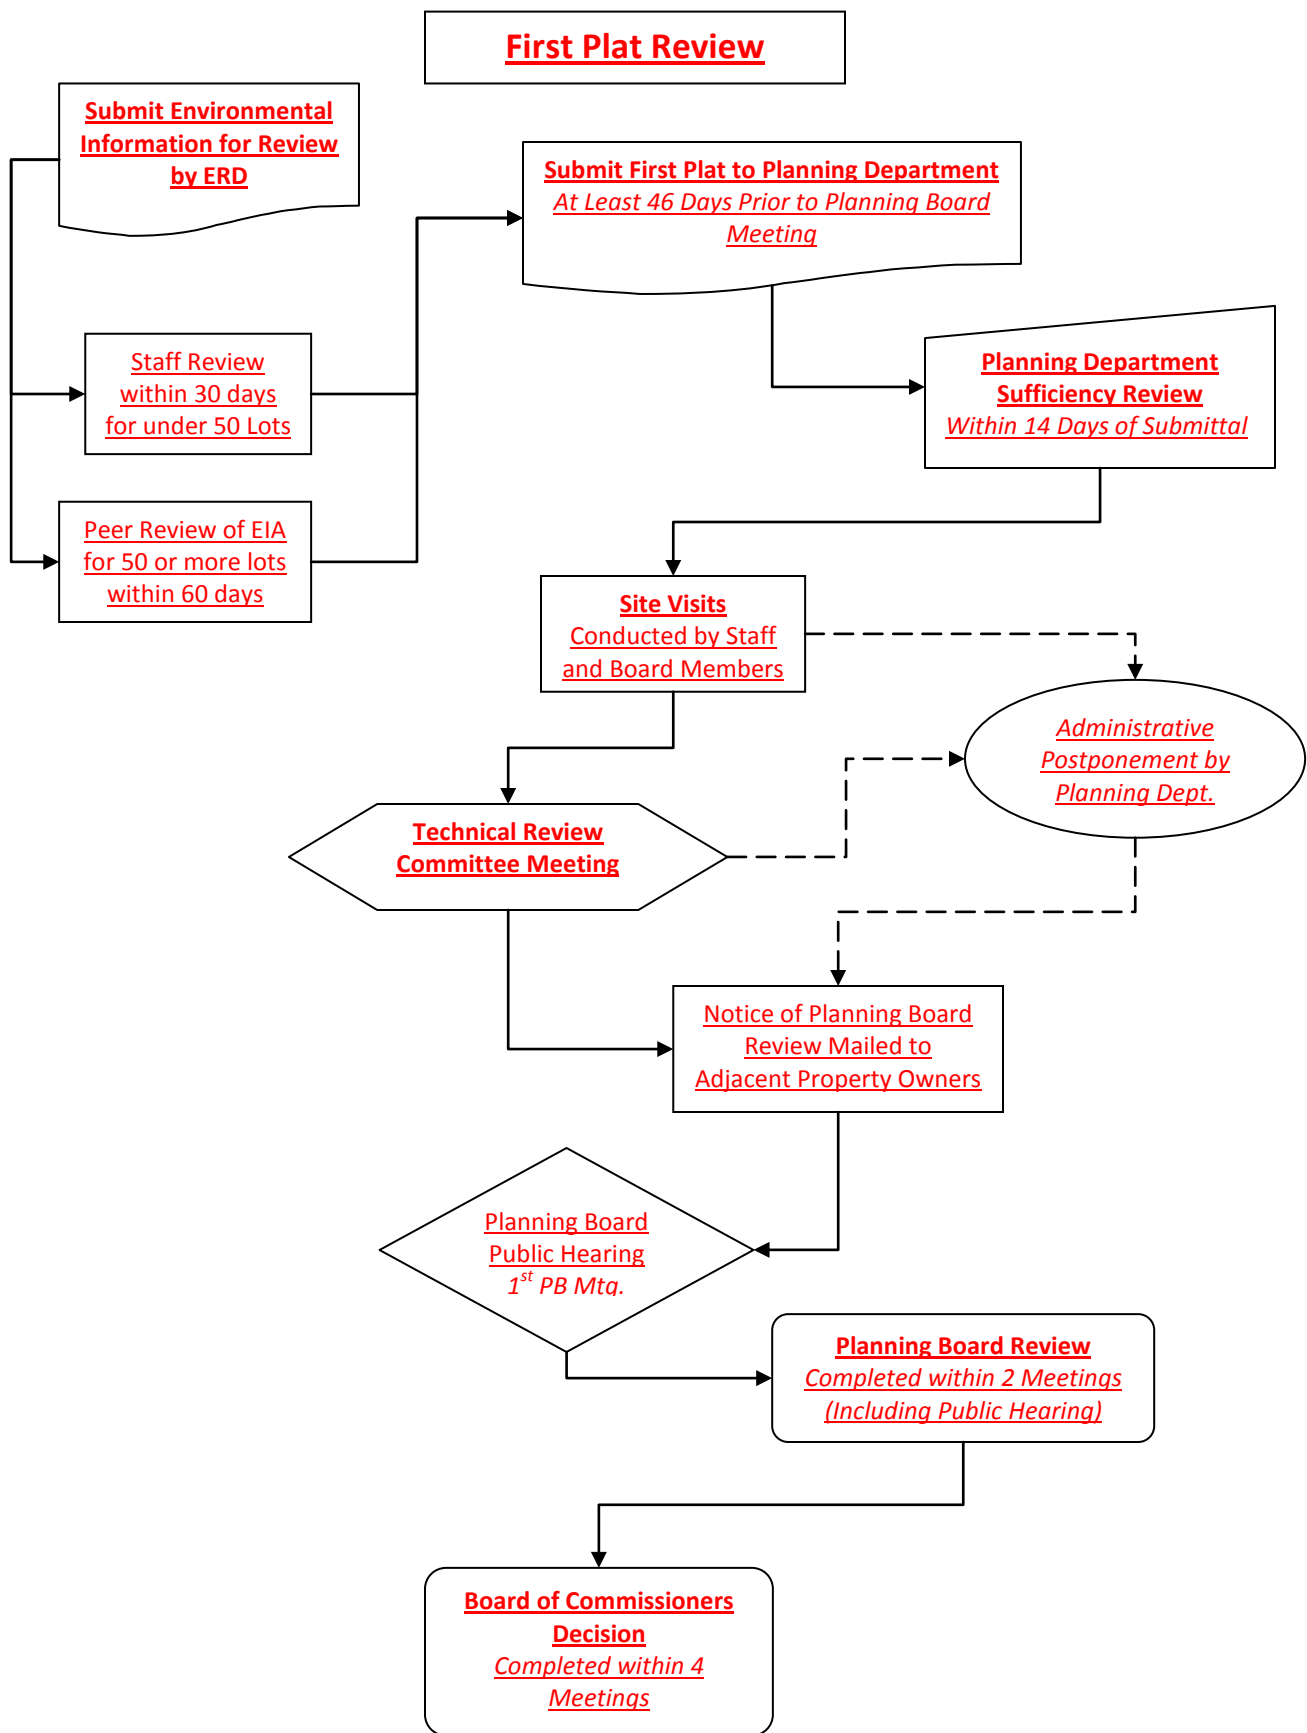 First Plat Review
Submit Environmental
Information for Review
by ERD
Submit First Plat to Planning Department
At Least 46 Days Prior to Planning Board
Meeting
Staff Review
within 30 days
for under 50 Lots
Planning Department
Sufficiency Review
Within 14 Days of Submittal
Peer Review of EIA
for 50 or more lots
within 60 days
Site Visits
Conducted by Staff
and Board Members
Administrative
Postponement by
Planning Dept.
Technical Review
Committee Meeting
Notice of Planning Board
Review Mailed to
Adjacent Property Owners
Planning Board
Public Hearing
1st PB Mtg.
Planning Board Review
Completed within 2 Meetings
(Including Public Hearing)
Board of Commissioners
Decision
Completed within 4
Meetings